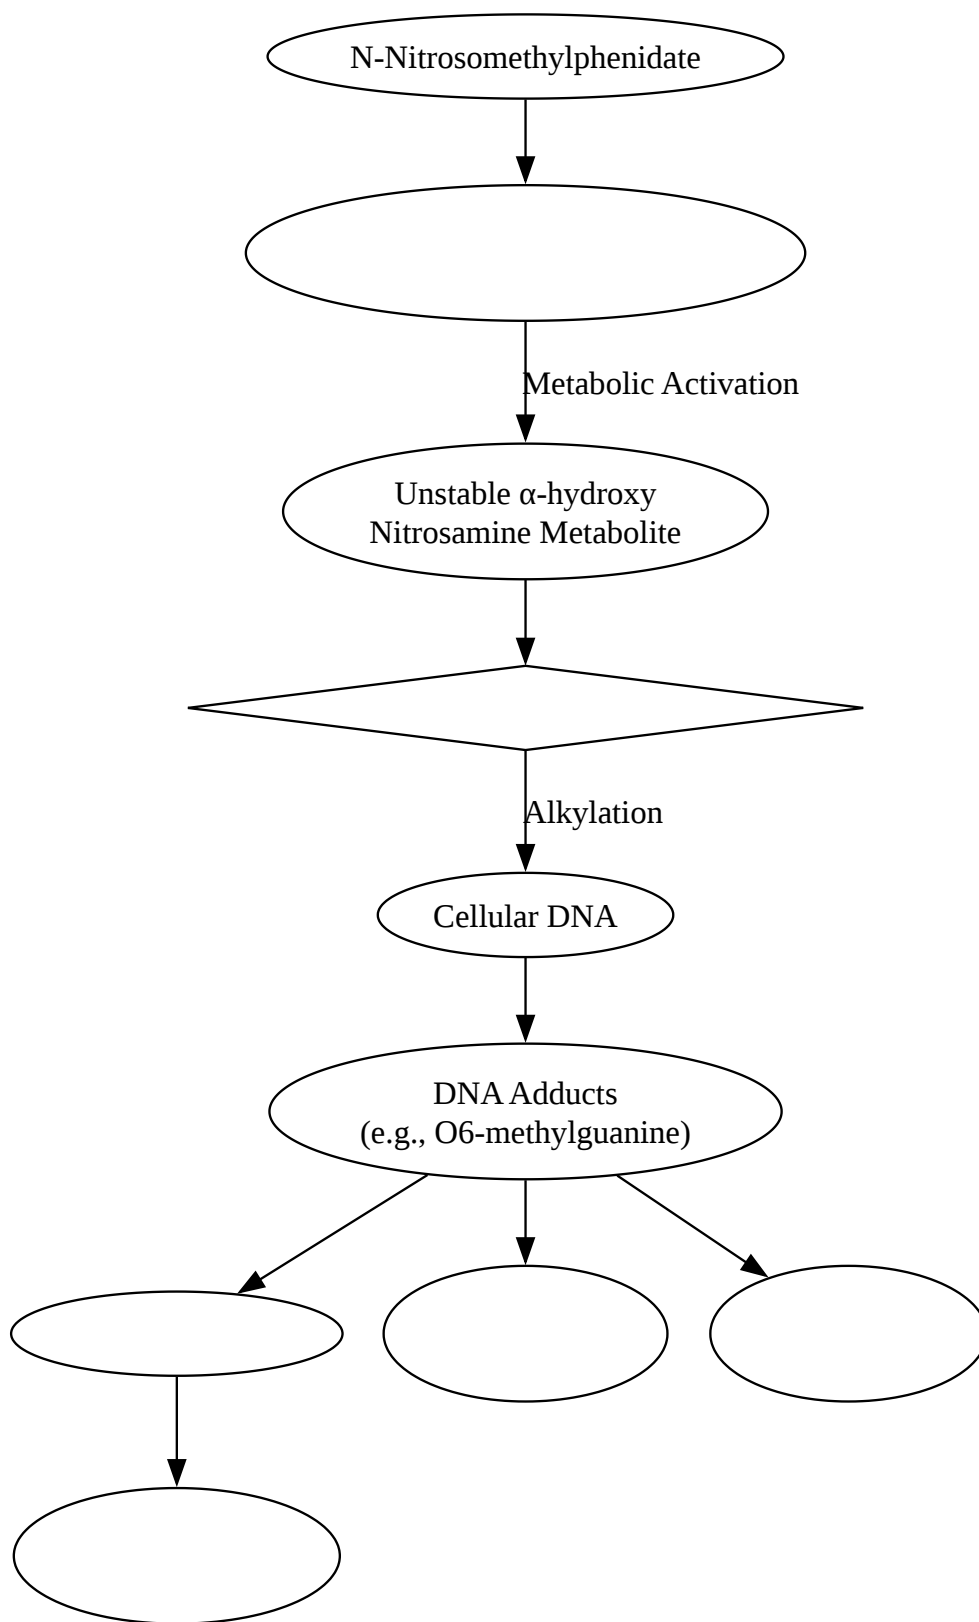 N-Nitrosomethylphenidate
Metabolic Activation
Unstable α-hydroxy
Nitrosamine Metabolite
Alkylation
Cellular DNA
DNA Adducts
(e.g., O6-methylguanine)